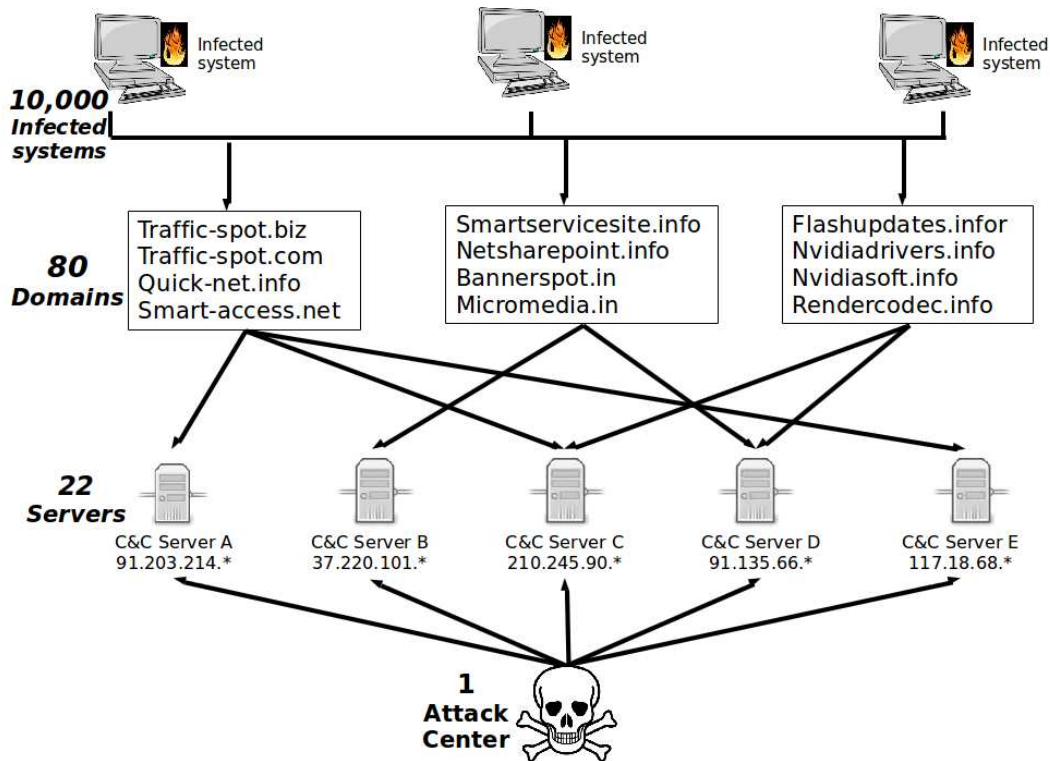 Infected
system
Infected
system
Infected
system
10,000
Infected
systems
80
Domains
Traffic-spot.biz
Traffic-spot.com
Quick-net.info
Smart-access.net
Smartservicesite.info
Netsharepoint.info
Bannerspot.in
Micromedia.in
Flashupdates.infor
Nvidiadrivers.info
Nvidiasoft.info
Rendercodec.info
22
Servers
C&C Server A
91.203.214.*
C&C Server B
37.220.101.*
C&C Server C
210.245.90.*
C&C Server D
91.135.66.*
C&C Server E
117.18.68.*
1
Attack
Center